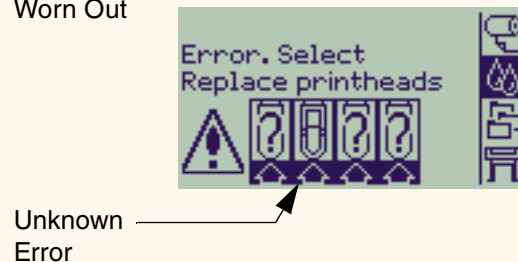 Worn Out
Error. Select
Replace printheads
? ? ?
Unknown
Error